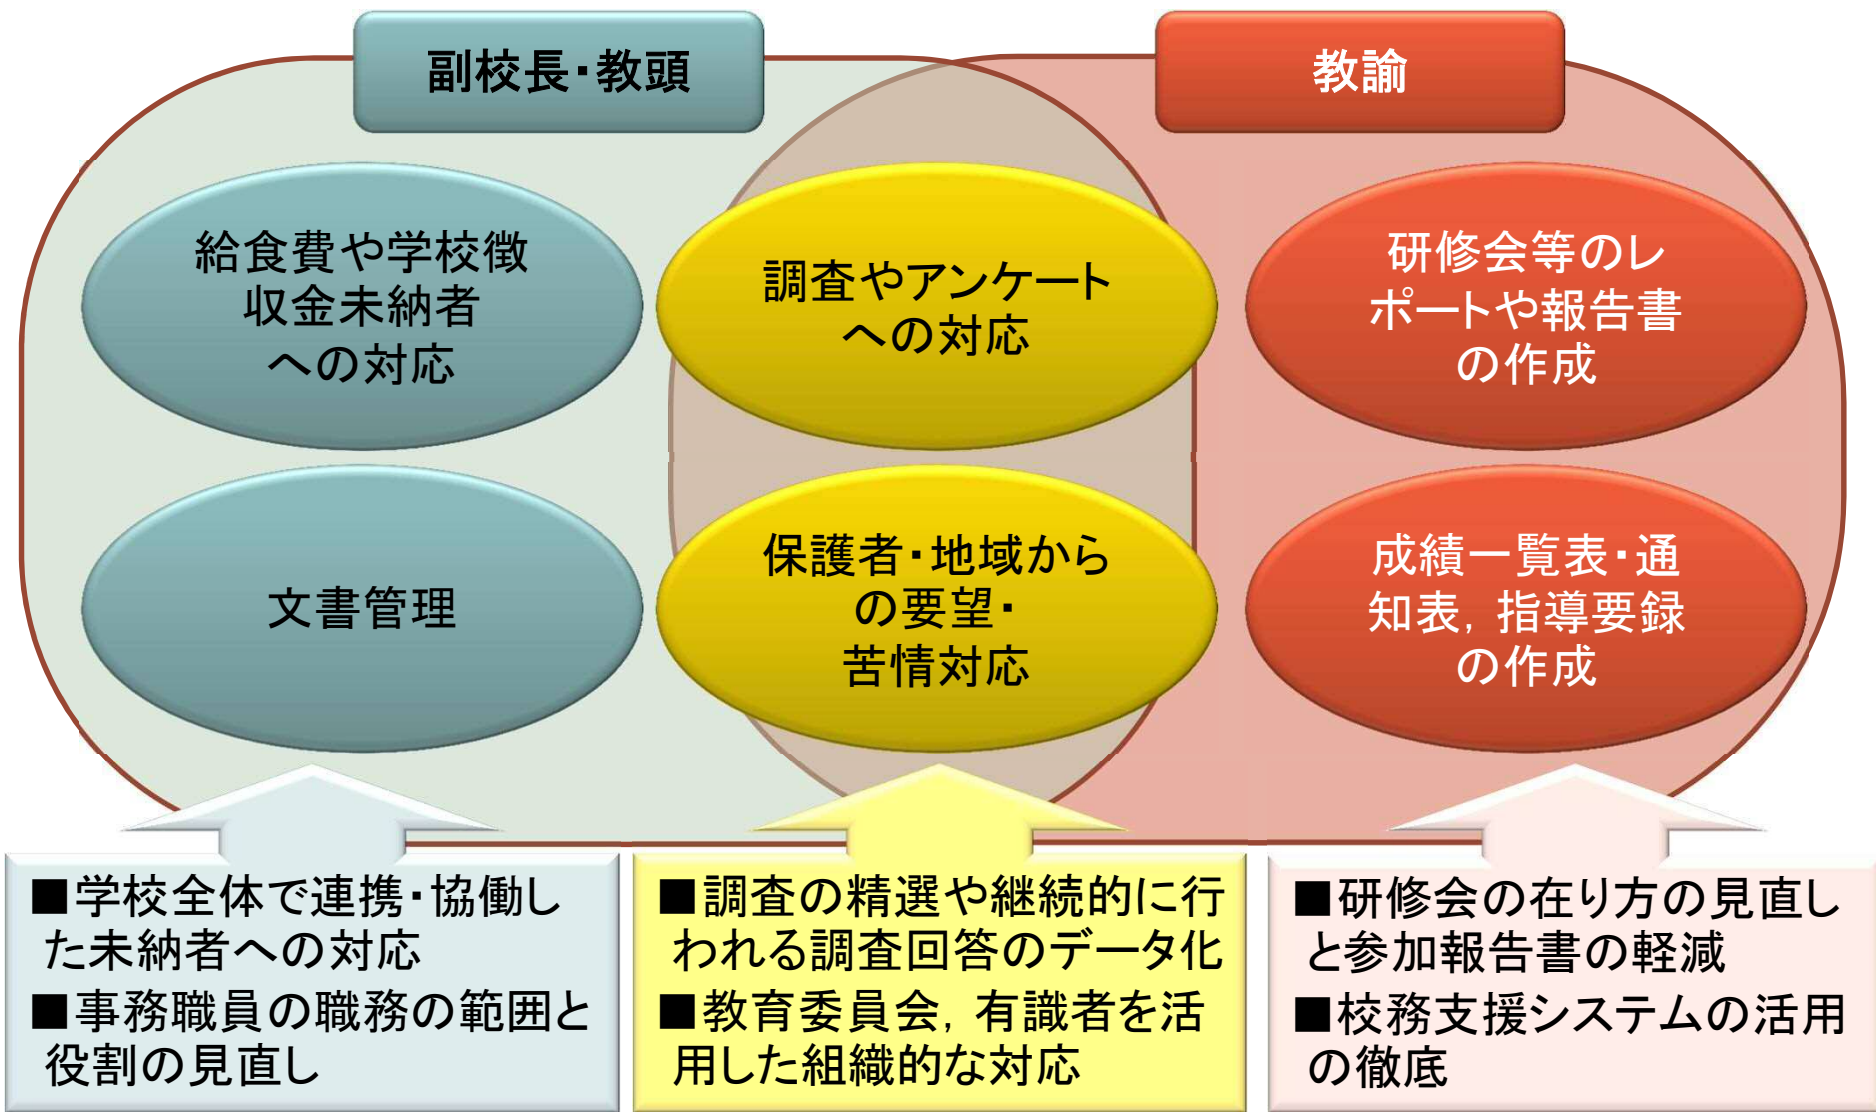 副校長・教頭
教諭
給食費や学校徴
収金未納者
への対応
調査やアンケート
への対応
研修会等のレ
ポートや報告書
の作成
文書管理
保護者・地域から
の要望・
苦情対応
成績一覧表・通
知表，指導要録
の作成
■学校全体で連携・協働し
た未納者への対応
■事務職員の職務の範囲と
役割の見直し
■調査の精選や継続的に行
われる調査回答のデータ化
■教育委員会，有識者を活
用した組織的な対応
■研修会の在り方の見直し
と参加報告書の軽減
■校務支援システムの活用
の徹底